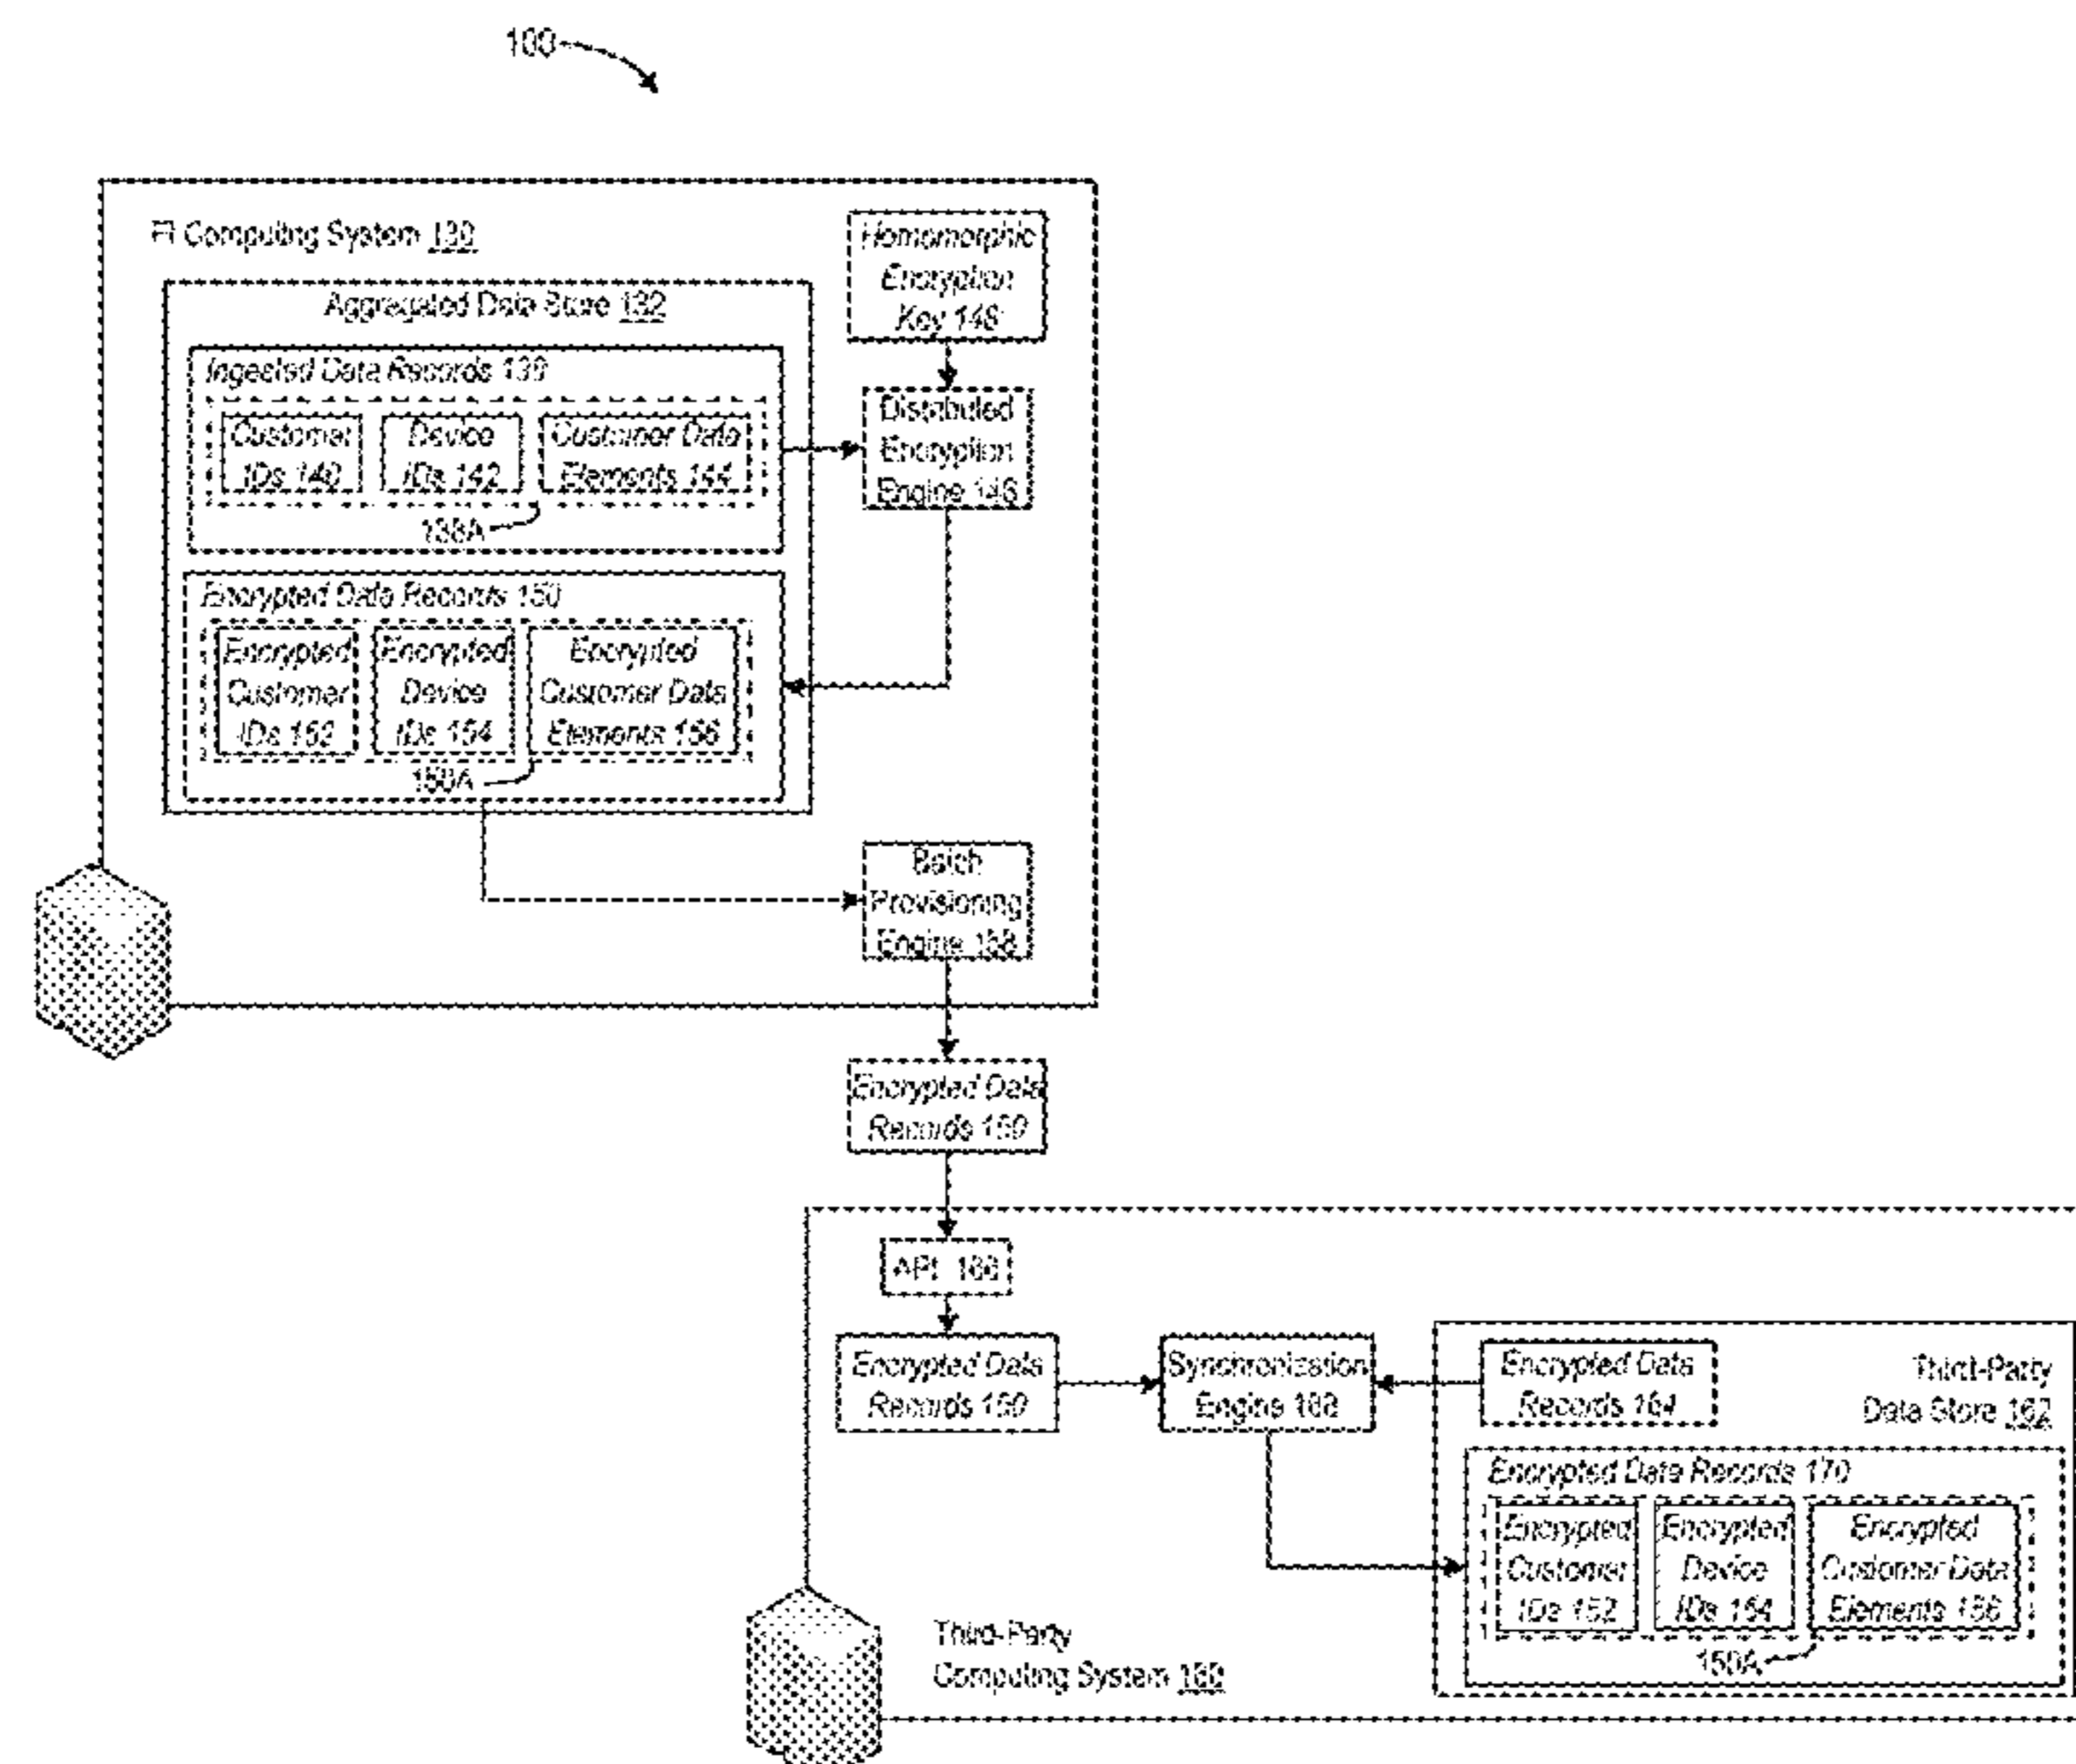 100
FI Computing System 130
Homomorphic
Encryption
Key 148
Aggregated Data Store 132
Ingested Data Records 138
Customer
IDs 140
Device
IDs 142
Customer Data
Elements 144
138A
Distributed
Encryption
Engine 146
Encrypted Data Records 150
Encrypted
Customer
IDs 152
Encrypted
Device
IDs 154
Encrypted
Customer Data
Elements 156
150A
Batch
Provisioning
Engine 158
Encrypted Data
Records 150
API 166
Encrypted Data
Records 150
Synchronization
Engine 168
Encrypted Data
Records 164
Third-Party
Data Store 162
Encrypted Data Records 170
Encrypted
Customer
IDs 152
Encrypted
Device
IDs 154
Encrypted
Customer Data
Elements 156
150A
Third-Party
Computing System 160